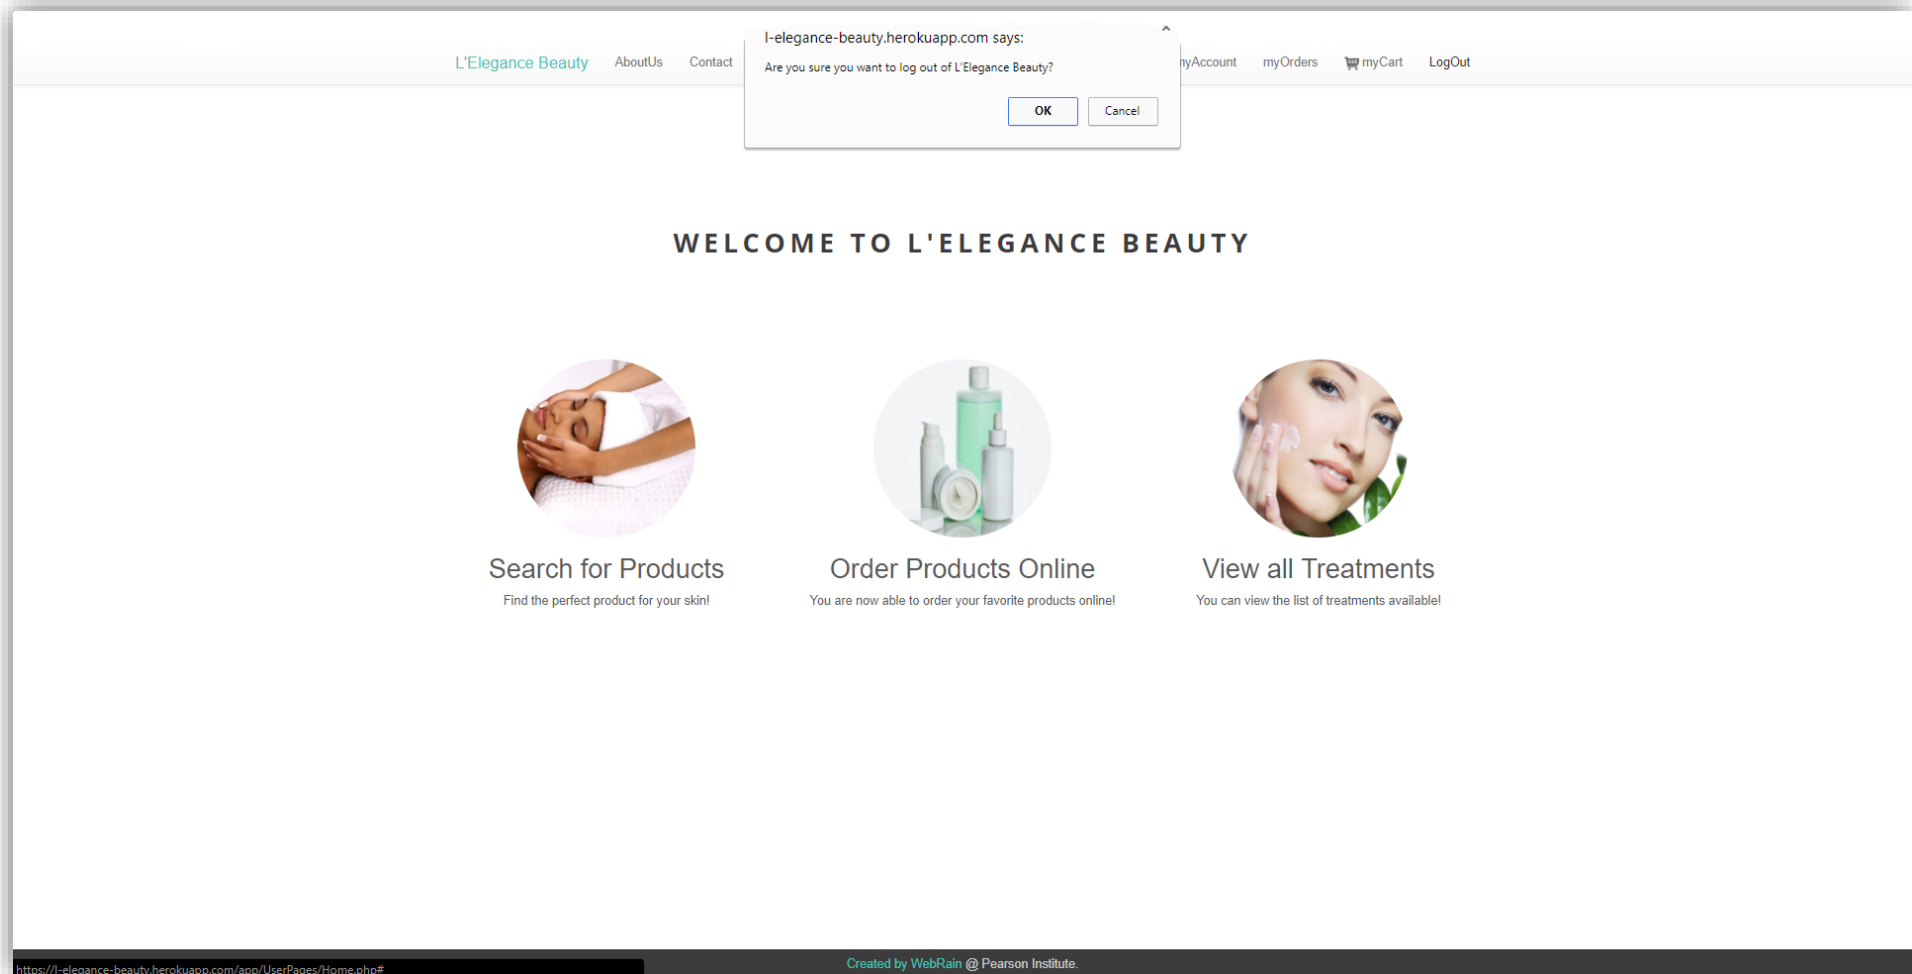 l-elegance-beauty.herokuapp.com says:
Are you sure you want to log out of L'Elegance Beauty?
OK Cancel
L'Elegance Beauty AboutUs Contact myOrders myCart LogOut
WELCOME TO L'ELEGANCE BEAUTY
Search for Products Order Products Online View all Treatments
Find the perfect product for your skin! You are now able to order your favorite products online! You can view the list of treatments available!
Created by WebRain @ Pearson Institute.
https://l-elegance-beauty.herokuapp.com/app/UserPages/Home.php#